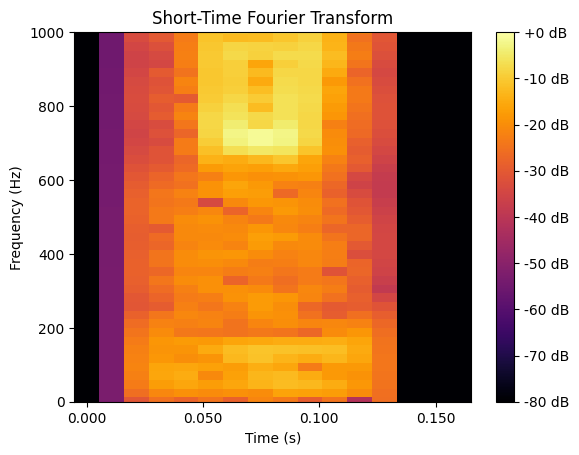 Short-Time Fourier Transform
1000
800
600
400
200
0
Frequency (Hz)
0.000
0.050
0.100
0.150
Time (s)
+0 dB
-10 dB
-20 dB
-30 dB
-40 dB
-50 dB
-60 dB
-70 dB
-80 dB